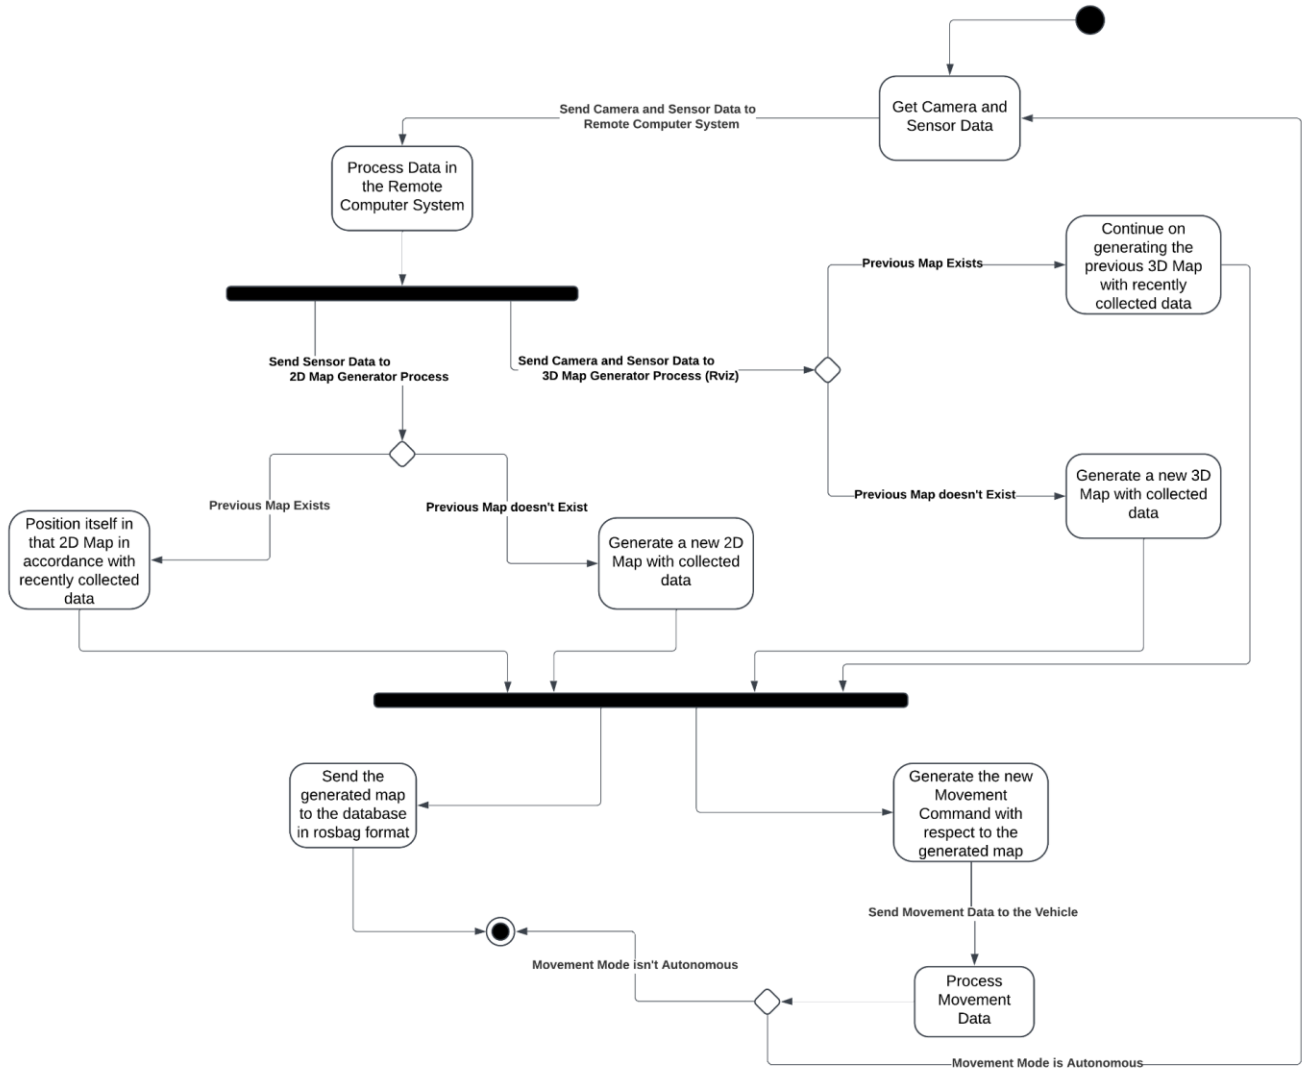 Get Camera and
Sensor Data
Send Camera and Sensor Data to
Remote Computer System
Process Data in
the Remote
Computer System
Continue on
generating the
previous 3D Map
with recently
collected data
Previous Map Exists
Send Sensor Data to
2D Map Generator Process
Send Camera and Sensor Data to
3D Map Generator Process (Rviz)
Previous Map doesn't Exist
Generate a new 3D
Map with collected
data
Previous Map Exists
Previous Map doesn't Exist
Position itself in
that 2D Map in
accordance with
recently collected
data
Generate a new 2D
Map with collected
data
Send the
generated map
to the database
in rosbag format
Generate the new
Movement
Command with
respect to the
generated map
Send Movement Data to the Vehicle
Movement Mode isn't Autonomous
Process
Movement
Data
Movement Mode is Autonomous